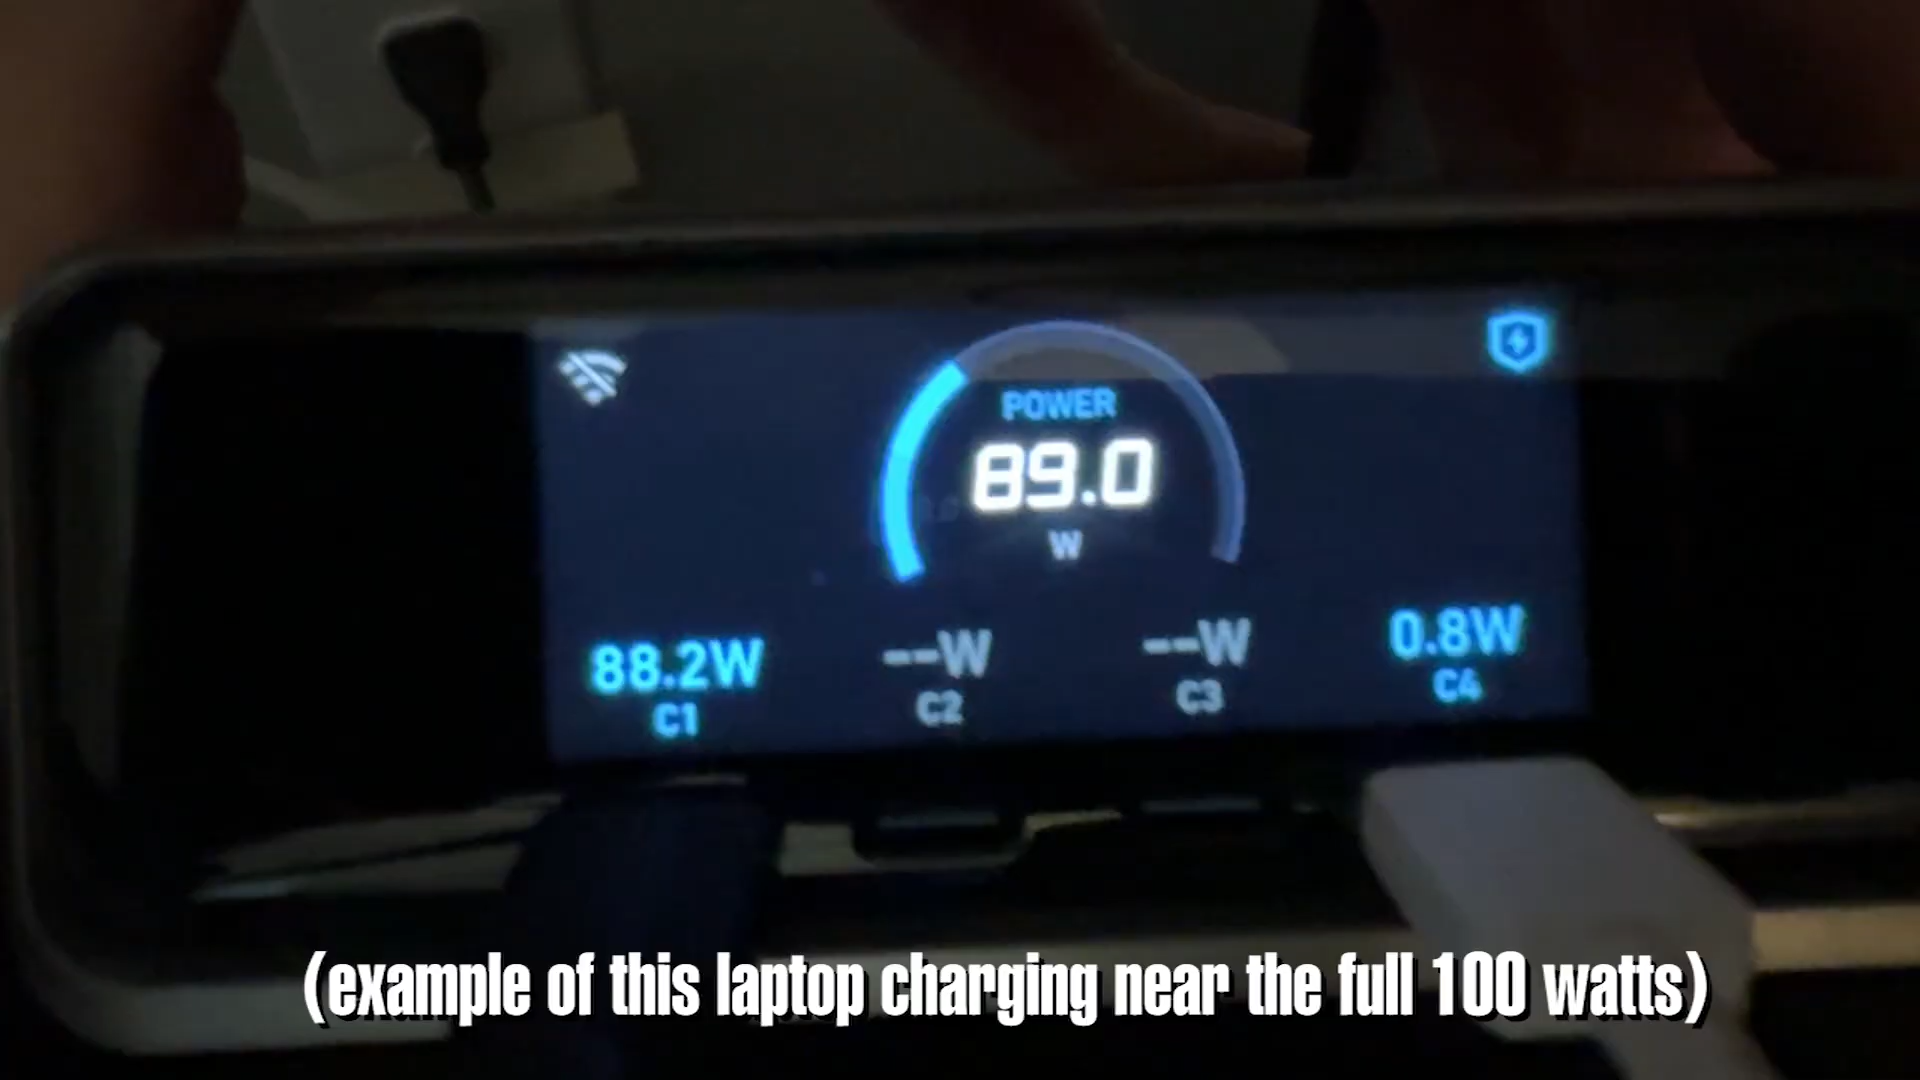 POWER
89.0
W
88.2W
C1
--W
C2
--W
C3
0.8W
C4
(example of this laptop charging near the full 100 watts)